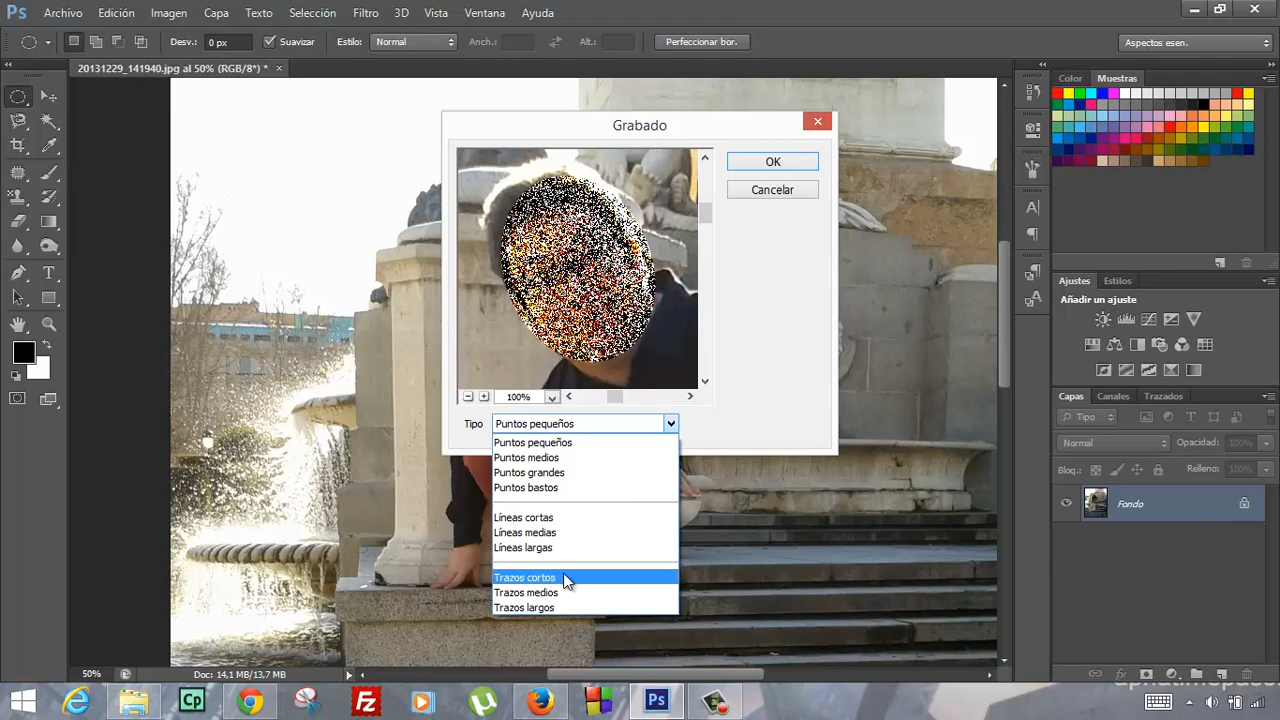 Ps Archivo Edición Imagen Capa Texto Selección Filtro 3D Vista Ventana Ayuda
Desv.: 0 px Suavizar Estilo: Normal Anch.: Alt.: Perfeccionar bor. Aspectos esen.
20131229_141940.jpg al 50% (RGB/8*) * ×
Color Muestras
Grabado
OK
Cancelar
100%
Tipo Puntos pequeños
Puntos pequeños
Puntos medios
Puntos grandes
Puntos bastos
Líneas cortas
Líneas medias
Líneas largas
Trazos cortos
Trazos medios
Trazos largos
Ajustes Estilos
Añadir un ajuste
Capas Canales Trazados
Tipo
Normal Opacidad:
Bloq.: Relleno:
Fondo
50% Doc: 14,1 MB/13,7 MB
Cp Fz Ps